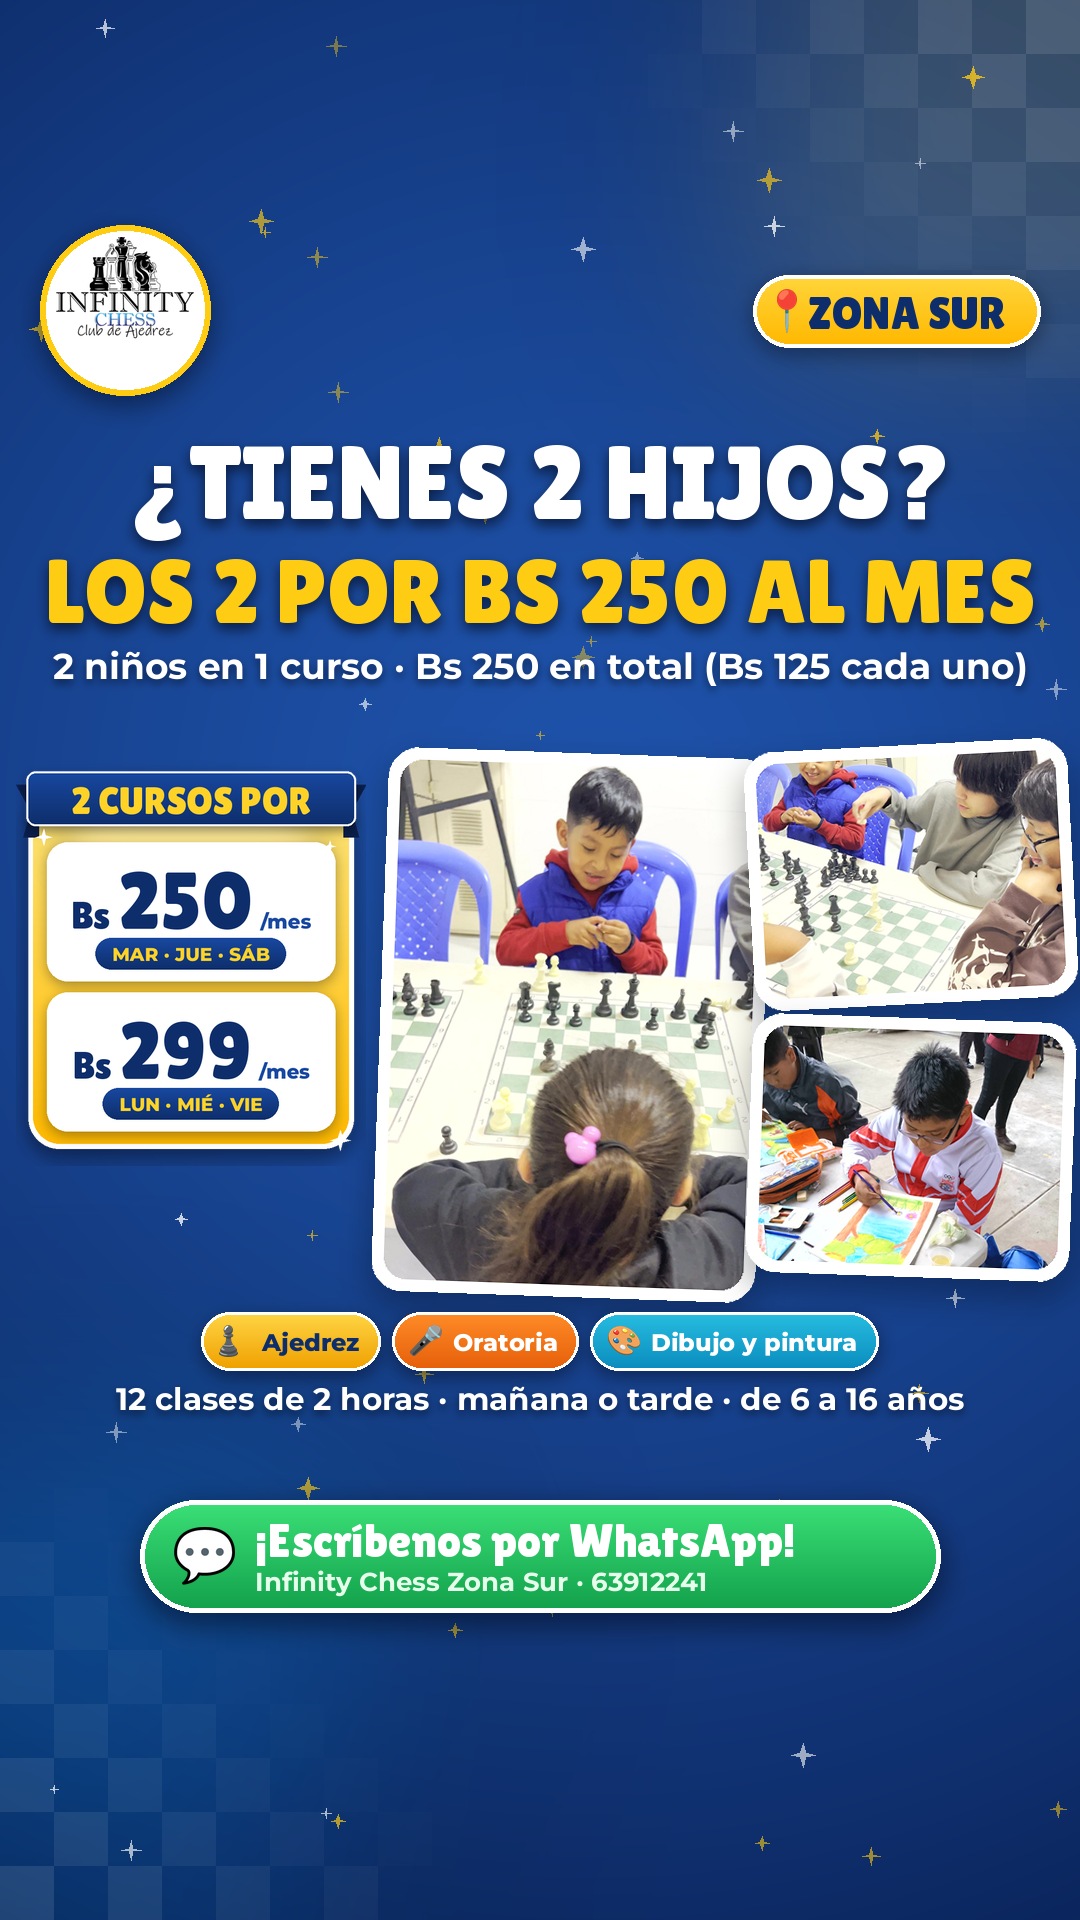 INFINITY
CHESS
Club de Ajedrez
ZONA SUR
¿TIENES 2 HIJOS?
LOS 2 POR BS 250 AL MES
2 niños en 1 curso · Bs 250 en total (Bs 125 cada uno)
2 CURSOS POR
Bs 250 /mes
MAR · JUE · SÁB
Bs 299 /mes
LUN · MIÉ · VIE
Ajedrez
Oratoria
Dibujo y pintura
12 clases de 2 horas · mañana o tarde · de 6 a 16 años
¡Escríbenos por WhatsApp!
Infinity Chess Zona Sur · 63912241